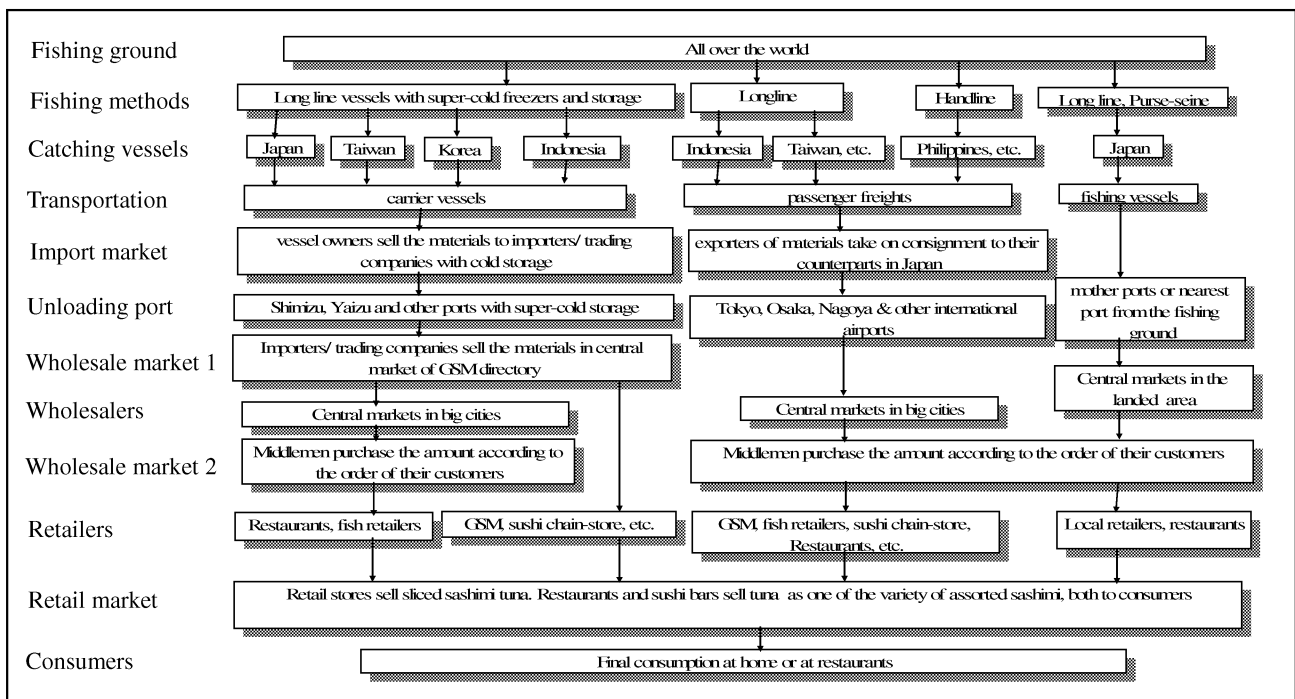 Fishing ground
All over the world
Fishing methods
Long line vessels with super-cold freezers and storage
Longline
Handline
Long line, Purse-seine
Catching vessels
Japan
Taiwan
Korea
Indonesia
Indonesia
Taiwan, etc.
Philippines, etc.
Japan
Transportation
carrier vessels
passenger freights
fishing vessels
Import market
vessel owners sell the materials to importers/ trading
companies with cold storage
exporters of materials take on consignment to their
counterparts in Japan
Unloading port
Shimizu, Yaizu and other ports with super-cold storage
Tokyo, Osaka, Nagoya & other international
airports
mother ports or nearest
port from the fishing
ground
Wholesale market 1
Importers/ trading companies sell the materials in central
market of GSM directory
Central markets in the
landed area
Wholesalers
Central markets in big cities
Central markets in big cities
Wholesale market 2
Middlemen purchase the amount according to
the order of their customers
Middlemen purchase the amount according to the order of their customers
Retailers
Restaurants, fish retailers
GSM, sushi chain-store, etc.
GSM, fish retailers, sushi chain-store,
Restaurants, etc.
Local retailers, restaurants
Retail market
Retail stores sell sliced sashimi tuna. Restaurants and sushi bars sell tuna as one of the variety of assorted sashimi, both to consumers
Consumers
Final consumption at home or at restaurants